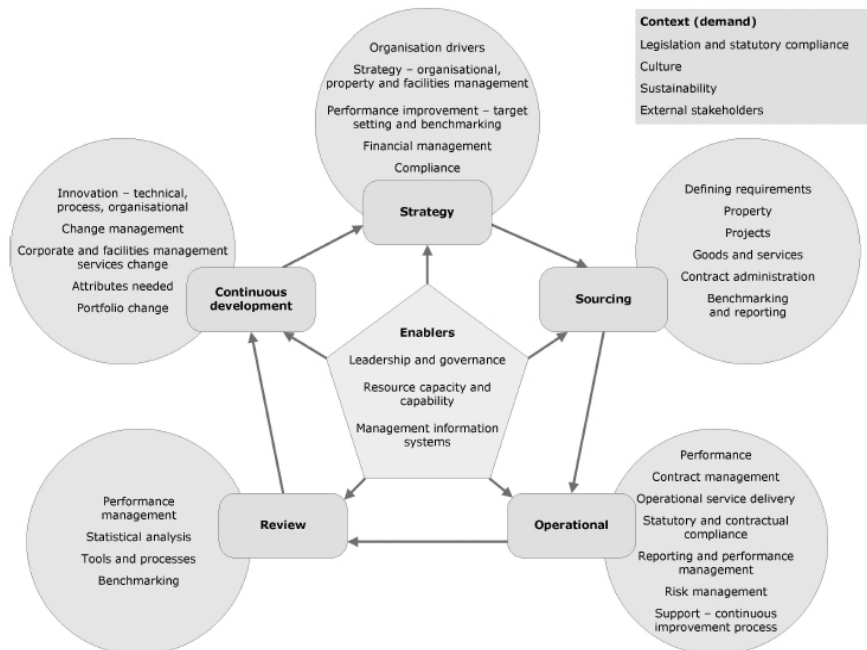 Context (demand)
Legislation and statutory compliance
Culture
Sustainability
External stakeholders
Organisation drivers
Strategy – organisational,
property and facilities management
Performance improvement – target
setting and benchmarking
Financial management
Compliance
Strategy
Defining requirements
Property
Projects
Goods and services
Contract administration
Benchmarking
and reporting
Sourcing
Performance
Contract management
Operational service delivery
Statutory and contractual
compliance
Reporting and performance
management
Risk management
Support – continuous
improvement process
Operational
Performance
management
Statistical analysis
Tools and processes
Benchmarking
Review
Innovation – technical,
process, organisational
Change management
Corporate and facilities management
services change
Attributes needed
Portfolio change
Continuous
development
Enablers
Leadership and governance
Resource capacity and
capability
Management information
systems